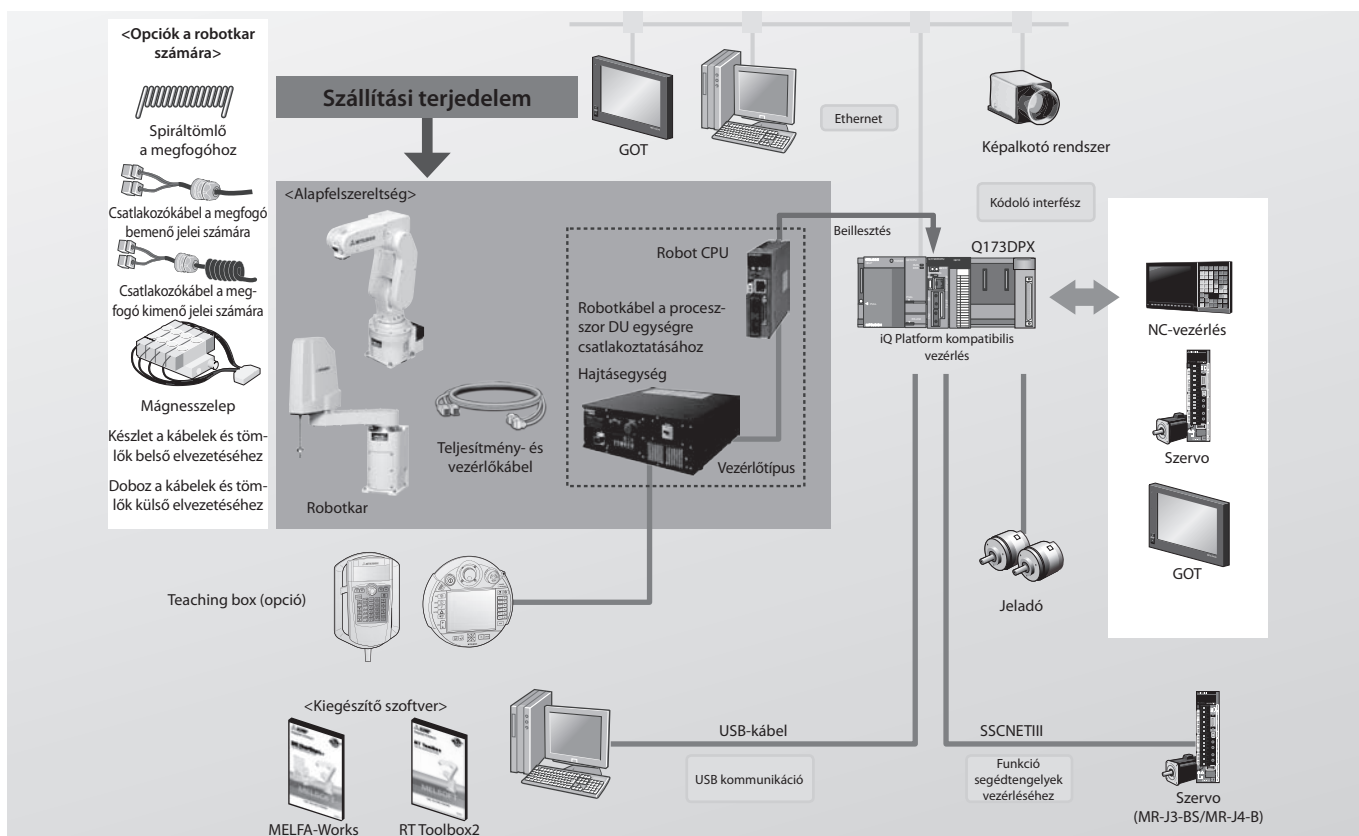 <Opciók a robotkar
számára>
Spiráltömlő
a megfogóhoz
Csatlakozókábel a megfogó
bemenő jelei számára
Csatlakozókábel a meg-
fogó kimenő jelei számára
Mágnesszelep
Készlet a kábelek és töm-
lők belső elvezetéséhez
Doboz a kábelek és töm-
lők külső elvezetéséhez
Szállítási terjedelem
GOT
Ethernet
Képalkotó rendszer
<Alapfelszereltség>
Robotkar
Teljesítmény- és
vezérlőkábel
Robot CPU
Robotkábel a procesz-
szor DU egységre
csatlakoztatásához
Hajtásegység
Vezérlőtípus
Beillesztés
Kódoló interfész
Q173DPX
iQ Platform kompatibilis
vezérlés
NC-vezérlés
Szervo
GOT
Jeladó
Teaching box (opció)
<Kiegészítő szoftver>
MELFA-Works
RT Toolbox2
USB-kábel
USB kommunikáció
SSCNETIII
Funkció
segédtengelyek
vezérléséhez
Szervo
(MR-J3-BS/MR-J4-B)